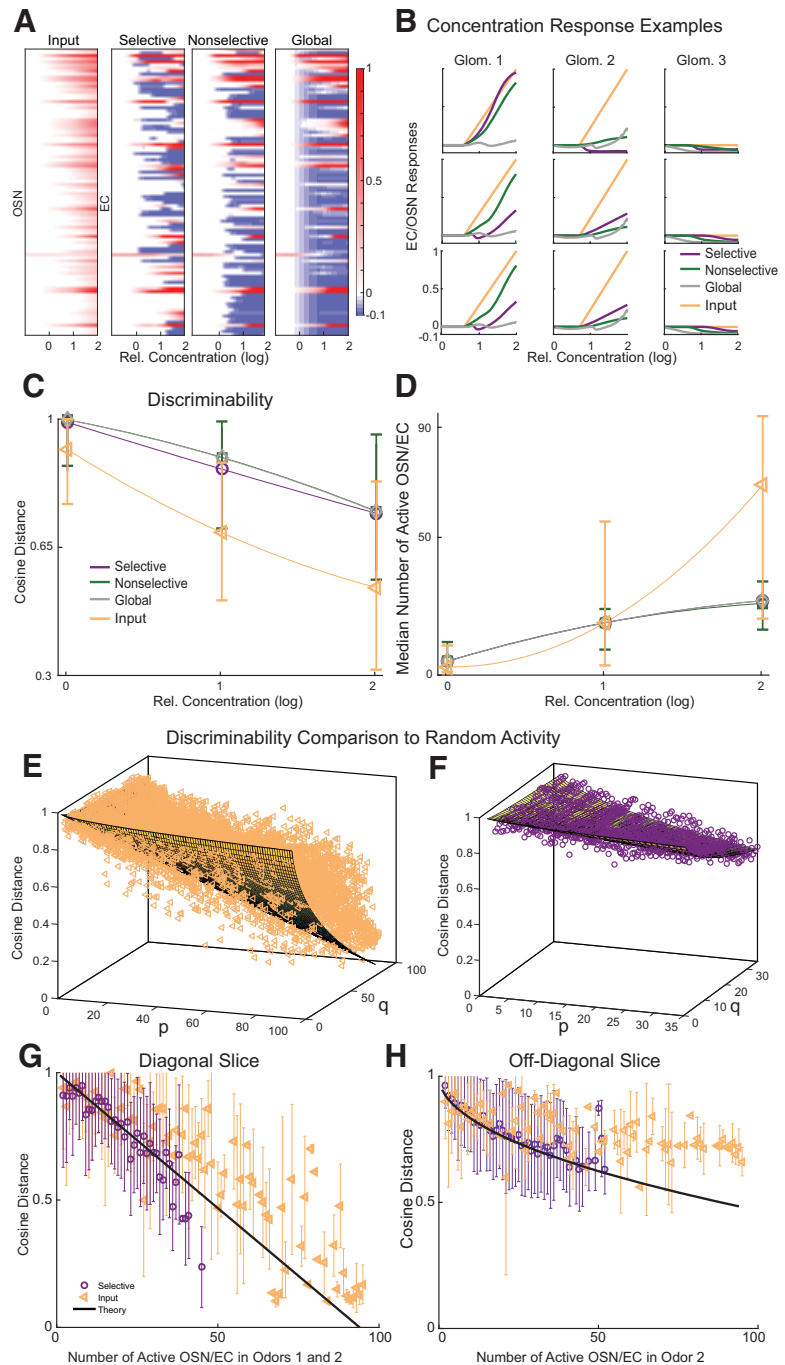 A
Input
Selective
Nonselective
Global
OSN
EC
1
0.5
0
-0.1
0
1
2
0
1
2
0
1
2
0
1
2
Rel. Concentration (log)
B
Concentration Response Examples
Glom. 1
Glom. 2
Glom. 3
EC/OSN Responses
1
0.5
0
-0.1
0
1
2
0
1
2
0
1
2
Selective
Nonselective
Global
Input
Rel. Concentration (log)
C
Discriminability
Cosine Distance
1
0.65
0.3
Selective
Nonselective
Global
Input
0
1
2
Rel. Concentration (log)
D
Median Number of Active OSN/EC
90
50
0
0
1
2
Rel. Concentration (log)
Discriminability Comparison to Random Activity
E
Cosine Distance
1
0.8
0.6
0.4
0.2
0
20
40
60
80
100
p
0
50
100
q
F
Cosine Distance
1
0.8
0.6
0.4
0.2
0
0
5
10
15
20
25
30
35
p
0
10
20
30
q
G
Diagonal Slice
Cosine Distance
1
0.5
0
Selective
Input
Theory
0
50
100
Number of Active OSN/EC in Odors 1 and 2
H
Off-Diagonal Slice
Cosine Distance
1
0.5
0
0
50
100
Number of Active OSN/EC in Odor 2